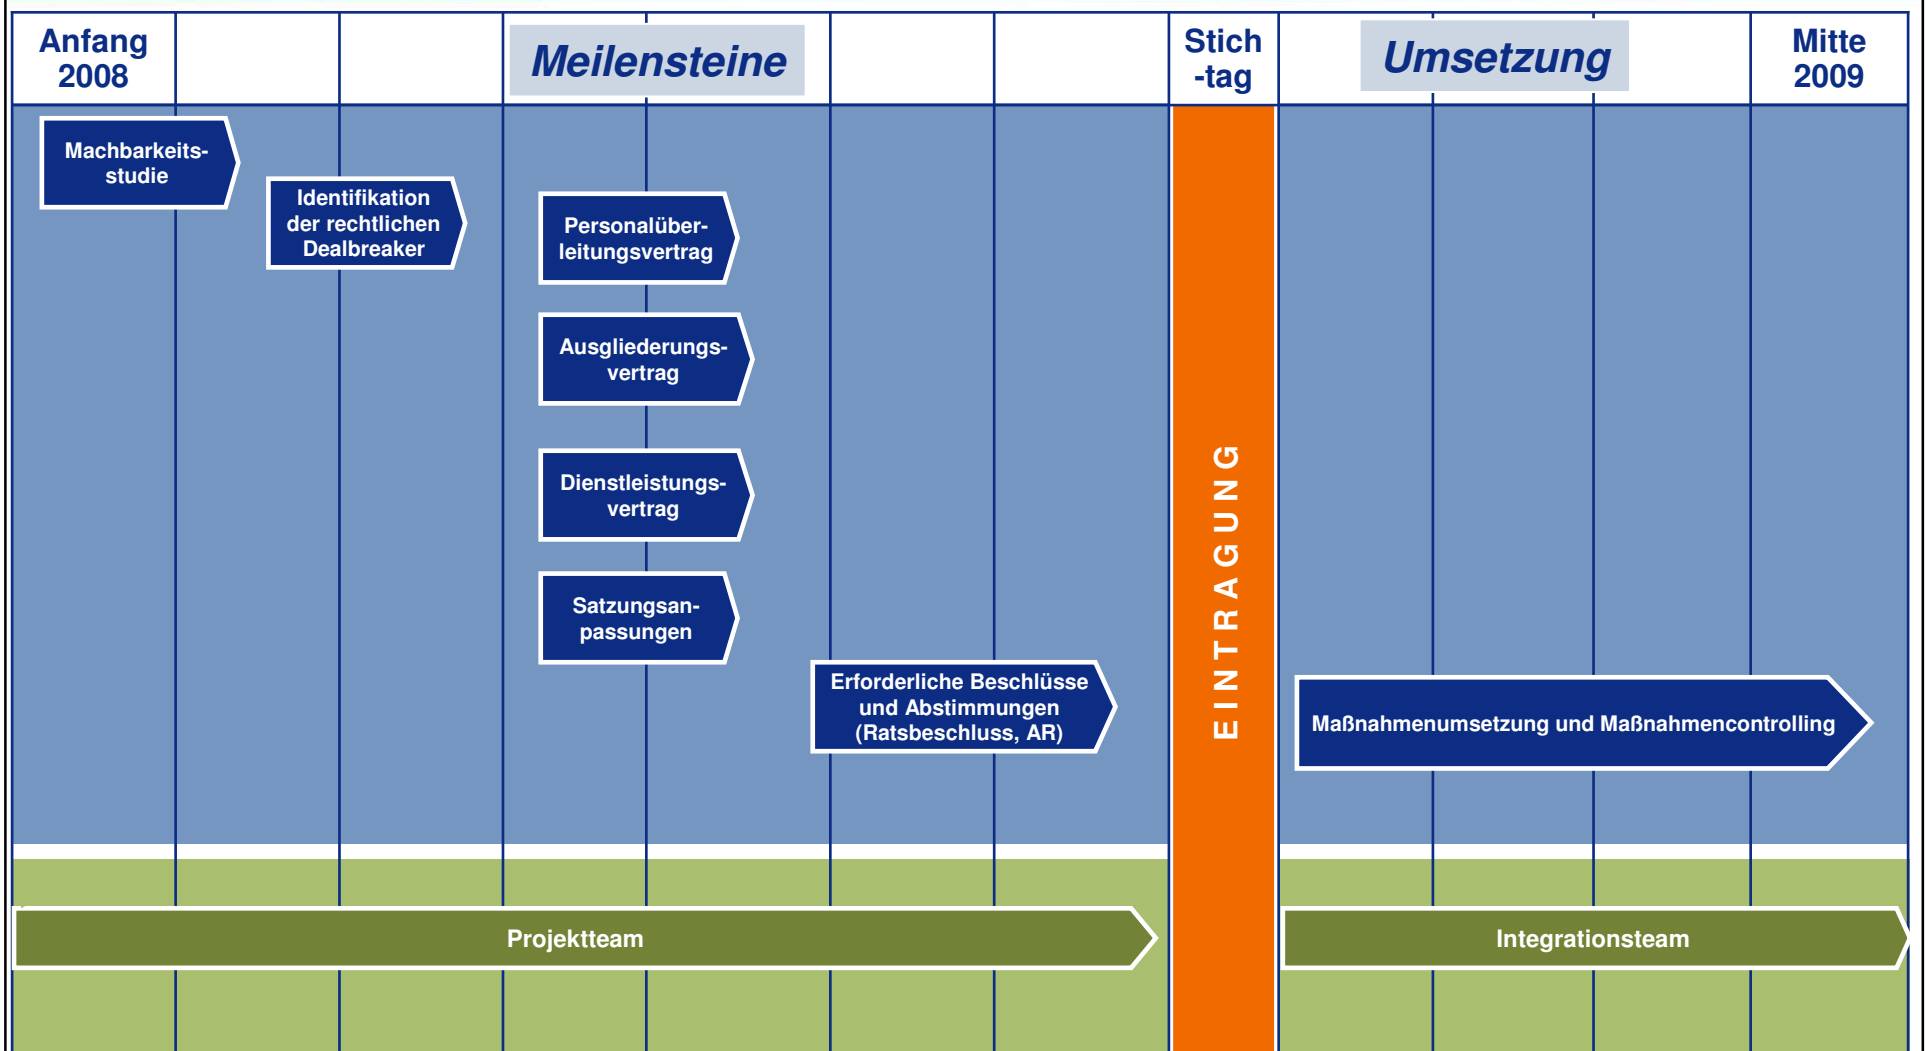 Anfang
2008
Meilensteine
Stich
-tag
Umsetzung
Mitte
2009
Machbarkeits-
studie
Identifikation
der rechtlichen
Dealbreaker
Personalüber-
leitungsvertrag
Ausgliederungs-
vertrag
Dienstleistungs-
vertrag
Satzungsan-
passungen
Erforderliche Beschlüsse
und Abstimmungen
(Ratsbeschluss, AR)
EINTRAGUNG
Maßnahmenumsetzung und Maßnahmencontrolling
Projektteam
Integrationsteam